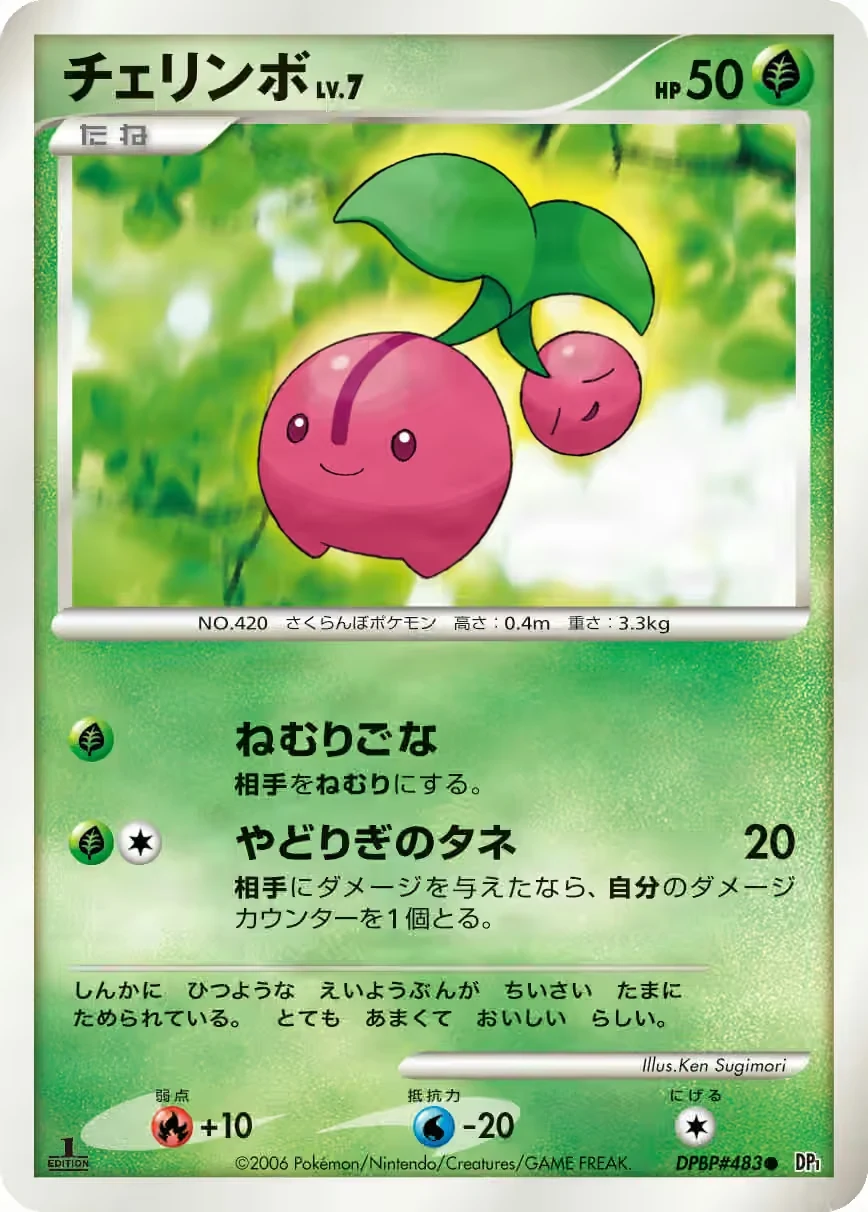 チェリンボ LV.7 HP 50
たね
NO.420 さくらんぼポケモン 高さ:0.4m 重さ:3.3kg
ねむりごな
相手をねむりにする。
やどりぎのタネ 20
相手にダメージを与えたなら、自分のダメージ
カウンターを1個とる。
しんかに ひつような えいようぶんが ちいさい たまに
ためられている。 とても あまくて おいしい らしい。
Illus.Ken Sugimori
弱点 抵抗力 にげる
+10 -20
1 EDITION
©2006 Pokémon/Nintendo/Creatures/GAME FREAK. DPBP#483● DP1